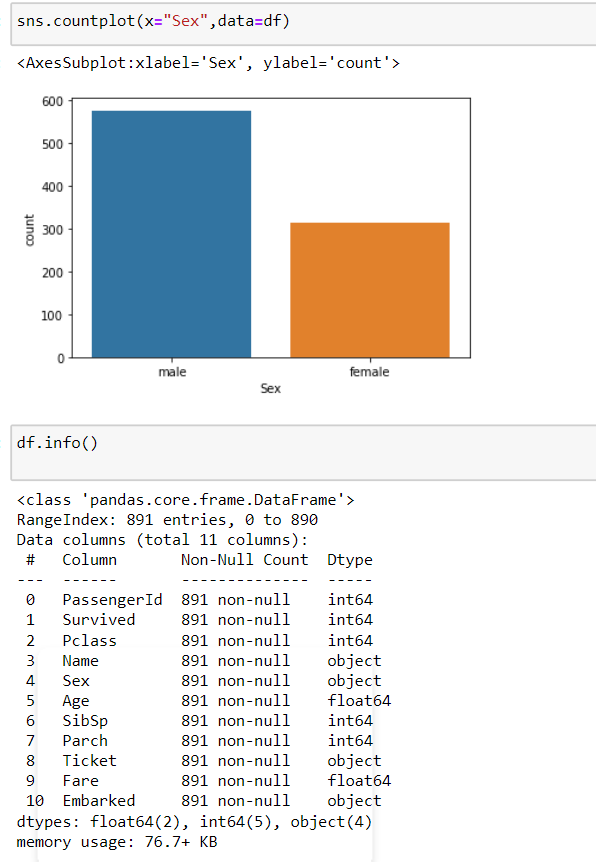 sns.countplot(x="Sex",data=df)
<AxesSubplot:xlabel='Sex', ylabel='count'>
600
500
400
300
200
100
0
count
male female
Sex
df.info()
<class 'pandas.core.frame.DataFrame'>
RangeIndex: 891 entries, 0 to 890
Data columns (total 11 columns):
 #   Column       Non-Null Count  Dtype
---  ------       --------------  -----
 0   PassengerId  891 non-null    int64
 1   Survived     891 non-null    int64
 2   Pclass       891 non-null    int64
 3   Name         891 non-null    object
 4   Sex          891 non-null    object
 5   Age          891 non-null    float64
 6   SibSp        891 non-null    int64
 7   Parch        891 non-null    int64
 8   Ticket       891 non-null    object
 9   Fare         891 non-null    float64
 10  Embarked     891 non-null    object
dtypes: float64(2), int64(5), object(4)
memory usage: 76.7+ KB